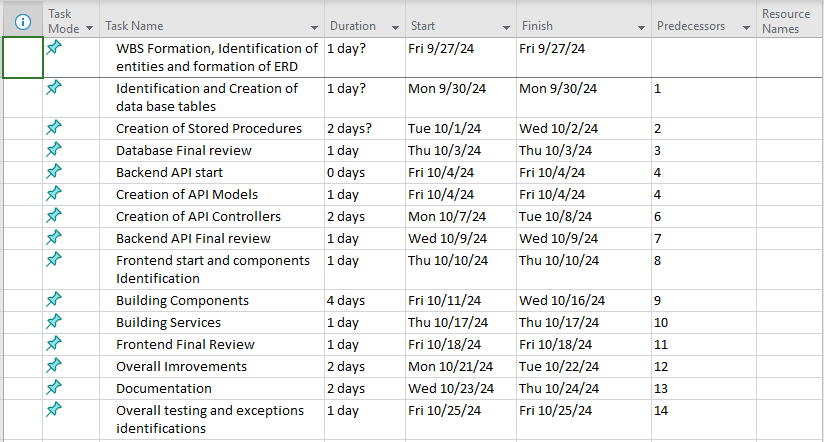 Task Mode Task Name Duration Start Finish Predecessors Resource Names
WBS Formation, Identification of entities and formation of ERD 1 day? Fri 9/27/24 Fri 9/27/24
Identification and Creation of data base tables 1 day? Mon 9/30/24 Mon 9/30/24 1
Creation of Stored Procedures 2 days? Tue 10/1/24 Wed 10/2/24 2
Database Final review 1 day Thu 10/3/24 Thu 10/3/24 3
Backend API start 0 days Fri 10/4/24 Fri 10/4/24 4
Creation of API Models 1 day Fri 10/4/24 Fri 10/4/24 4
Creation of API Controllers 2 days Mon 10/7/24 Tue 10/8/24 6
Backend API Final review 1 day Wed 10/9/24 Wed 10/9/24 7
Frontend start and components Identification 1 day Thu 10/10/24 Thu 10/10/24 8
Building Components 4 days Fri 10/11/24 Wed 10/16/24 9
Building Services 1 day Thu 10/17/24 Thu 10/17/24 10
Frontend Final Review 1 day Fri 10/18/24 Fri 10/18/24 11
Overall Imrovements 2 days Mon 10/21/24 Tue 10/22/24 12
Documentation 2 days Wed 10/23/24 Thu 10/24/24 13
Overall testing and exceptions identifications 1 day Fri 10/25/24 Fri 10/25/24 14